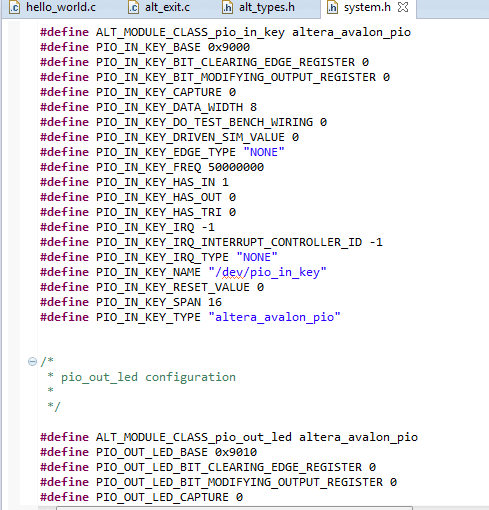 hello_world.c alt_exit.c alt_types.h system.h
#define ALT_MODULE_CLASS_pio_in_key altera_avalon_pio
#define PIO_IN_KEY_BASE 0x9000
#define PIO_IN_KEY_BIT_CLEARING_EDGE_REGISTER 0
#define PIO_IN_KEY_BIT_MODIFYING_OUTPUT_REGISTER 0
#define PIO_IN_KEY_CAPTURE 0
#define PIO_IN_KEY_DATA_WIDTH 8
#define PIO_IN_KEY_DO_TEST_BENCH_WIRING 0
#define PIO_IN_KEY_DRIVEN_SIM_VALUE 0
#define PIO_IN_KEY_EDGE_TYPE "NONE"
#define PIO_IN_KEY_FREQ 50000000
#define PIO_IN_KEY_HAS_IN 1
#define PIO_IN_KEY_HAS_OUT 0
#define PIO_IN_KEY_HAS_TRI 0
#define PIO_IN_KEY_IRQ -1
#define PIO_IN_KEY_IRQ_INTERRUPT_CONTROLLER_ID -1
#define PIO_IN_KEY_IRQ_TYPE "NONE"
#define PIO_IN_KEY_NAME "/dev/pio_in_key"
#define PIO_IN_KEY_RESET_VALUE 0
#define PIO_IN_KEY_SPAN 16
#define PIO_IN_KEY_TYPE "altera_avalon_pio"
/*
* pio_out_led configuration
*
*/
#define ALT_MODULE_CLASS_pio_out_led altera_avalon_pio
#define PIO_OUT_LED_BASE 0x9010
#define PIO_OUT_LED_BIT_CLEARING_EDGE_REGISTER 0
#define PIO_OUT_LED_BIT_MODIFYING_OUTPUT_REGISTER 0
#define PIO_OUT_LED_CAPTURE 0